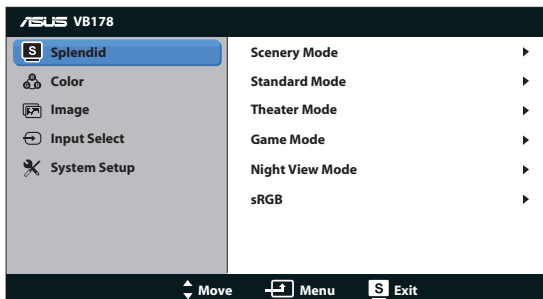 ASUS VB178
S Splendid
Color
Image
Input Select
System Setup
Scenery Mode
Standard Mode
Theater Mode
Game Mode
Night View Mode
sRGB
Move Menu S Exit